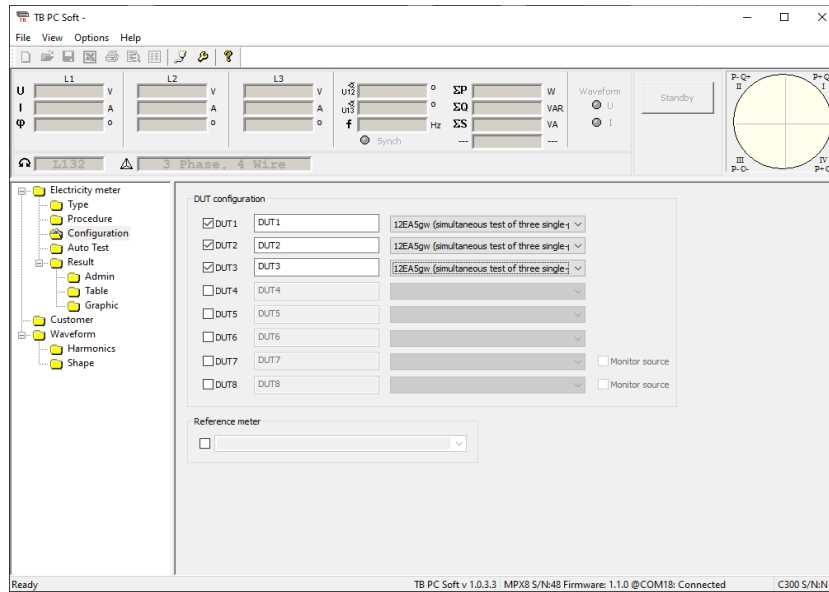 TB PC Soft -
File View Options Help
L1 L2 L3
U V V V U12 ° ΣP W Waveform Standby
I A A A U13 ° ΣQ VAR U
φ ° ° ° f Hz ΣS VA I
Synch --- ---
P- Q+ P+ Q
II I
III IV
P- Q- P+ Q
L132 3 Phase, 4 Wire
Electricity meter
Type
Procedure
Configuration
Auto Test
Result
Admin
Table
Graphic
Customer
Waveform
Harmonics
Shape
DUT configuration
DUT1 DUT1 12EA5gw (simultaneous test of three single-p
DUT2 DUT2 12EA5gw (simultaneous test of three single-p
DUT3 DUT3 12EA5gw (simultaneous test of three single-
DUT4 DUT4
DUT5 DUT5
DUT6 DUT6
DUT7 DUT7 Monitor source
DUT8 DUT8 Monitor source
Reference meter
Ready TB PC Soft v 1.0.3.3 MPX8 S/N:48 Firmware: 1.1.0 @COM18: Connected C300 S/N:N